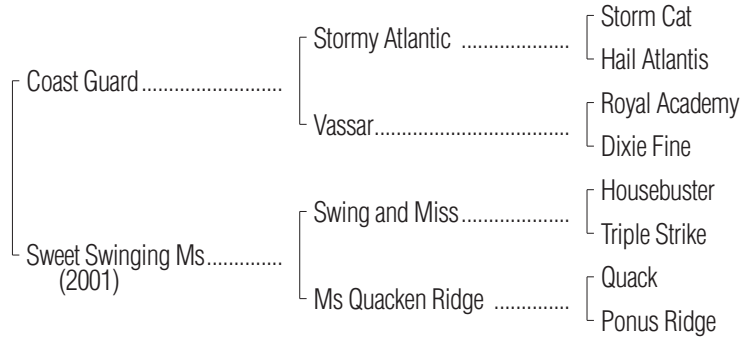 Storm Cat
Stormy Atlantic ......................
Hail Atlantis
Coast Guard.............................
Royal Academy
Vassar........................................
Dixie Fine
Housebuster
Swing and Miss......................
Triple Strike
Sweet Swinging Ms...............
(2001)
Quack
Ms Quacken Ridge ...............
Ponus Ridge